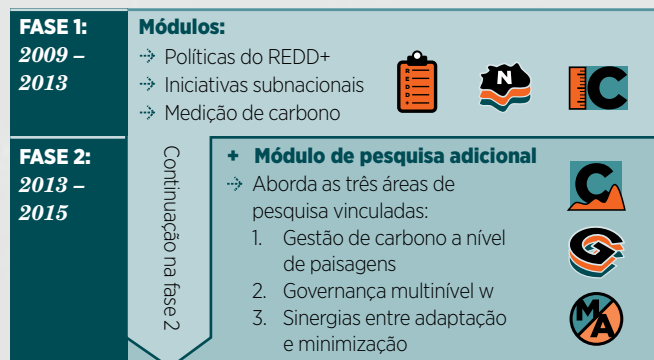 FASE 1:
2009 –
2013
Módulos:
Políticas do REDD+
Iniciativas subnacionais
Medição de carbono
REDD+
N
C
FASE 2:
2013 –
2015
Continuação na fase 2
+ Módulo de pesquisa adicional
Aborda as três áreas de
pesquisa vinculadas:
1. Gestão de carbono a nível
de paisagens
2. Governança multinível w
3. Sinergias entre adaptação
e minimização
C
G
M
A